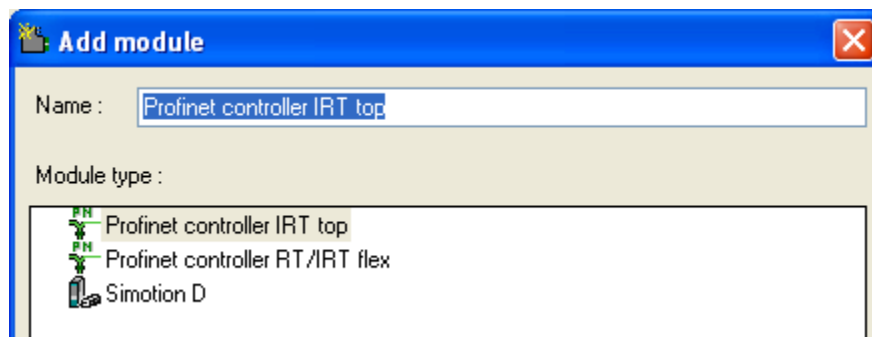 Add module
Name : Profinet controller IRT top
Module type :
PN
Profinet controller IRT top
PN
Profinet controller RT/IRT flex
Simotion D